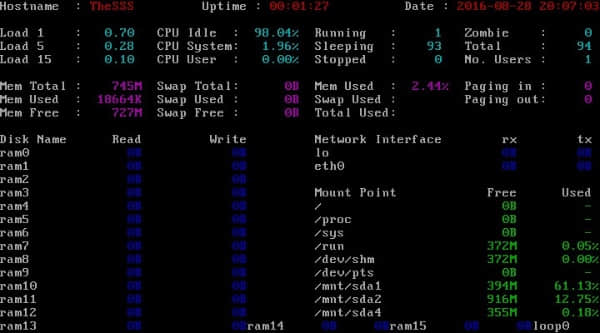 Hostname : TheSSS Uptime : 00:01:27 Date : 2016-08-28 20:07:03
Load 1 : 0.70 CPU Idle : 98.04% Running : 1 Zombie : 0
Load 5 : 0.28 CPU System: 1.96% Sleeping : 93 Total : 94
Load 15 : 0.10 CPU User : 0.00% Stopped : 0 No. Users : 1
Mem Total : 745M Swap Total: 0B Mem Used : 2.44% Paging in : 0
Mem Used : 18664K Swap Used : 0B Swap Used : Paging out: 0
Mem Free : 727M Swap Free : 0B Total Used:
Disk Name Read Write Network Interface rx tx
ram0 0B 0B lo 0B 0B
ram1 0B 0B eth0 0B 0B
ram2 0B 0B
ram3 0B 0B Mount Point Free Used
ram4 0B 0B / 0B -
ram5 0B 0B /proc 0B -
ram6 0B 0B /sys 0B -
ram7 0B 0B /run 372M 0.05%
ram8 0B 0B /dev/shm 372M 0.00%
ram9 0B 0B /dev/pts 0B -
ram10 0B 0B /mnt/sda1 394M 61.13%
ram11 0B 0B /mnt/sda2 916M 12.75%
ram12 0B 0B /mnt/sda4 355M 0.18%
ram13 0B 0B ram14 0B 0B ram15 0B 0B loop0